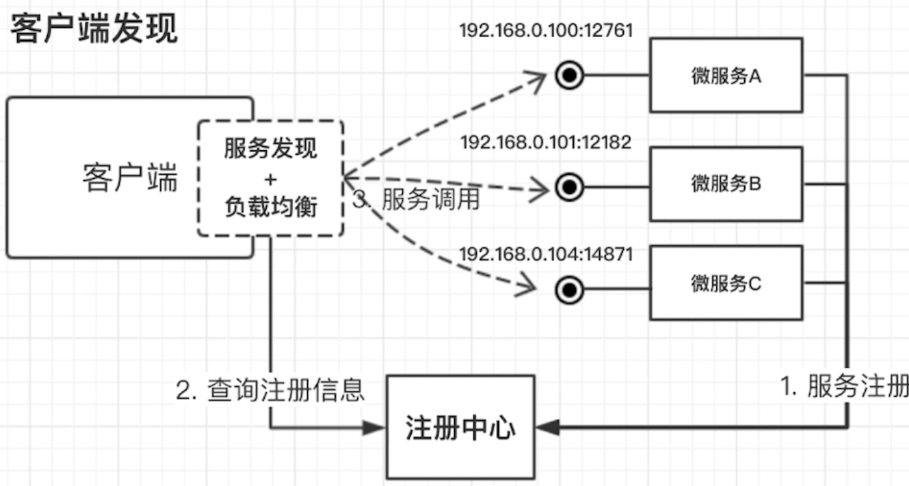 客户端发现
192.168.0.100:12761
微服务A
客户端
服务发现
+
负载均衡
192.168.0.101:12182
微服务B
3. 服务调用
192.168.0.104:14871
微服务C
2. 查询注册信息
1. 服务注册
注册中心